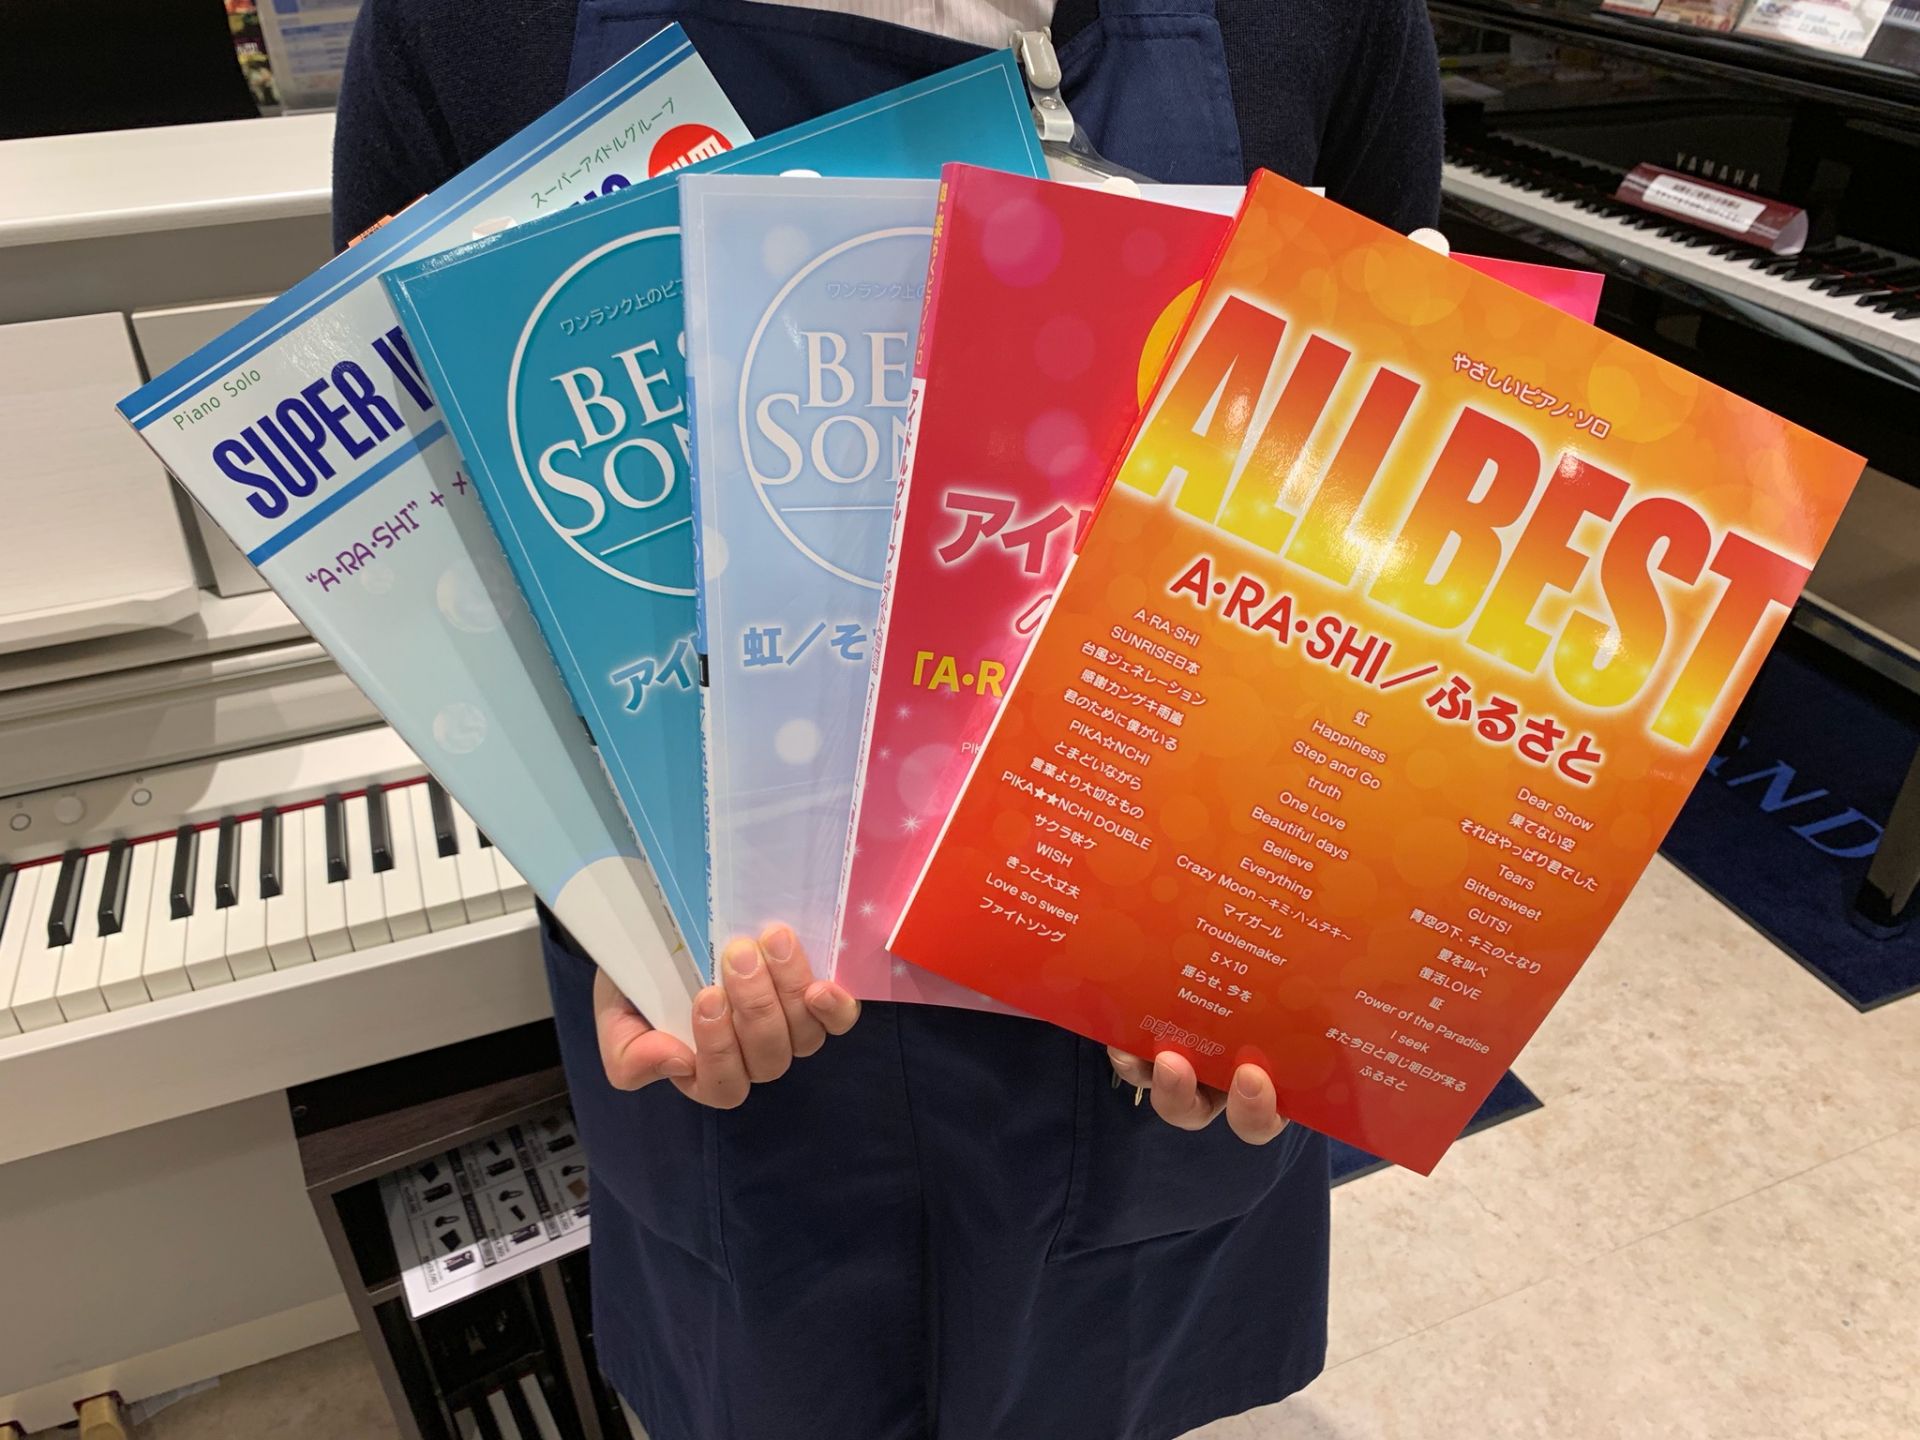 Piano Solo
スーパーアイドルグループ
SUPER
"A・RA・SHI" +
ワンランク上のピ
BES
SON
アイ
ワンランク上の
BE
SO
虹／そ
アイ
「A・R
やさしいピアノ・ソロ
ALL BEST
A・RA・SHI／ふるさと
A・RA・SHI
SUNRISE日本
台風ジェネレーション
感謝カンゲキ雨嵐
君のために僕がいる
PIKA☆NCHI
とまどいながら
言葉より大切なもの
PIKA★★NCHI DOUBLE
サクラ咲ケ
WISH
きっと大丈夫
Love so sweet
ファイトソング
虹
Happiness
Step and Go
truth
One Love
Beautiful days
Believe
Everything
Crazy Moon～キミ・ハ・ムテキ～
マイガール
Troublemaker
5×10
揺らせ、今を
Monster
Dear Snow
果てない空
それはやっぱり君でした
Tears
Bittersweet
GUTS!
青空の下、キミのとなり
愛を叫べ
復活LOVE
証
Power of the Paradise
I seek
また今日と同じ明日が来る
ふるさと
DEPROMP
YAMAHA
AND